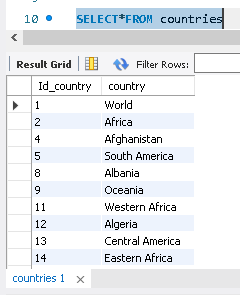 10 SELECT*FROM countries
Result Grid Filter Rows:
Id_country country
1 World
2 Africa
4 Afghanistan
5 South America
8 Albania
9 Oceania
11 Western Africa
12 Algeria
13 Central America
14 Eastern Africa
countries 1 ×